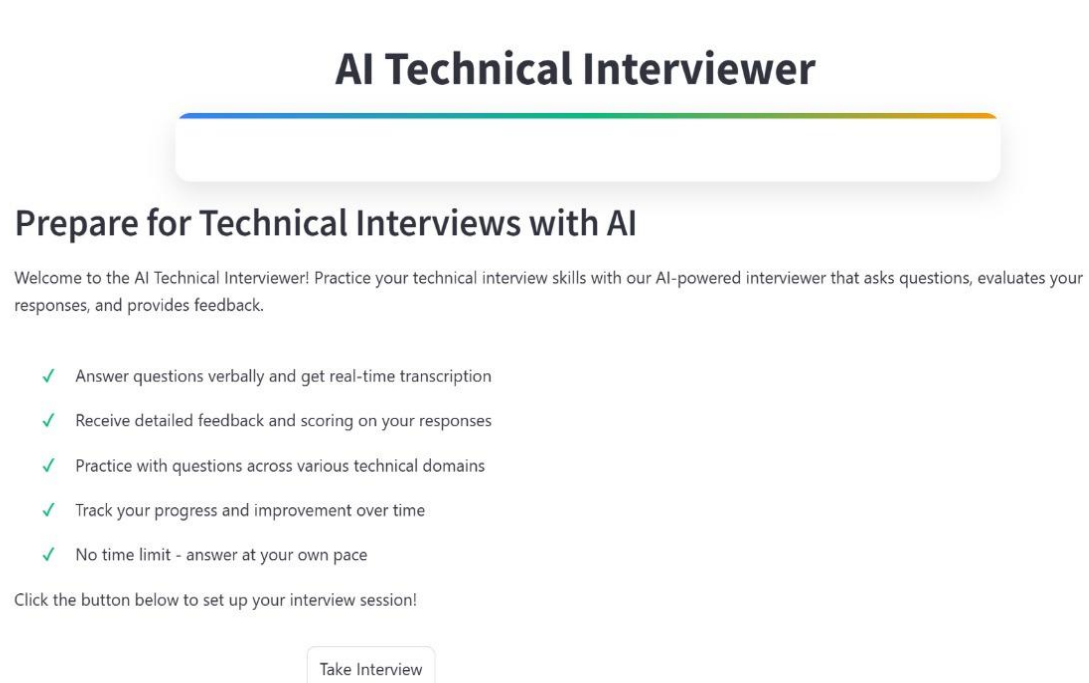 AI Technical Interviewer
Prepare for Technical Interviews with AI
Welcome to the AI Technical Interviewer! Practice your technical interview skills with our AI-powered interviewer that asks questions, evaluates your
responses, and provides feedback.
✓ Answer questions verbally and get real-time transcription
✓ Receive detailed feedback and scoring on your responses
✓ Practice with questions across various technical domains
✓ Track your progress and improvement over time
✓ No time limit - answer at your own pace
Click the button below to set up your interview session!
Take Interview